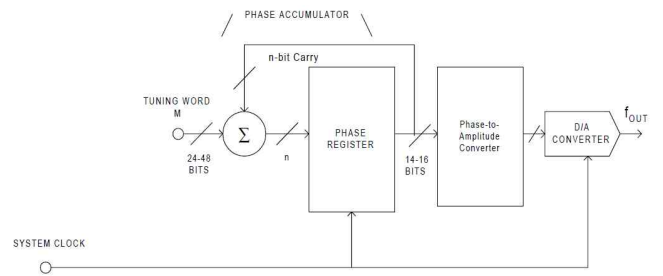 PHASE ACCUMULATOR
n-bit Carry
TUNING WORD
M
Σ
24-48
BITS
n
PHASE
REGISTER
14-16
BITS
Phase-to-
Amplitude
Converter
D/A
CONVERTER
fOUT
SYSTEM CLOCK